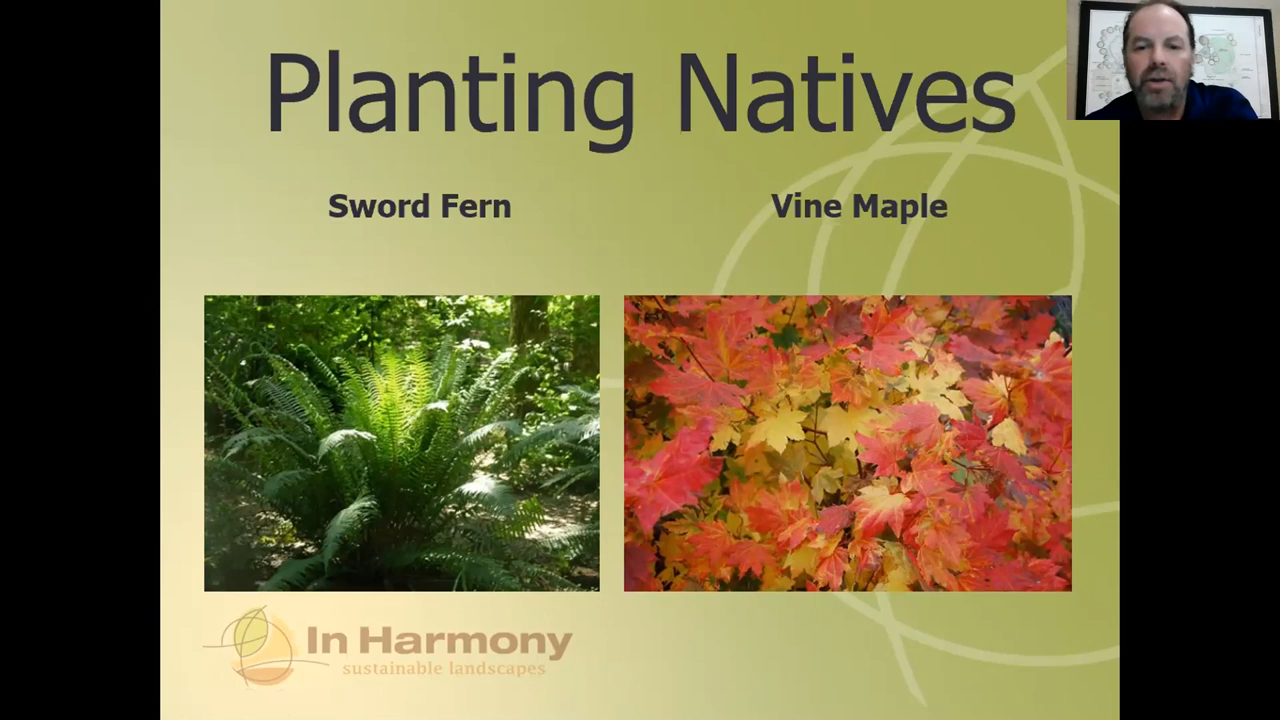 Planting Natives
Sword Fern
Vine Maple
In Harmony
sustainable landscapes